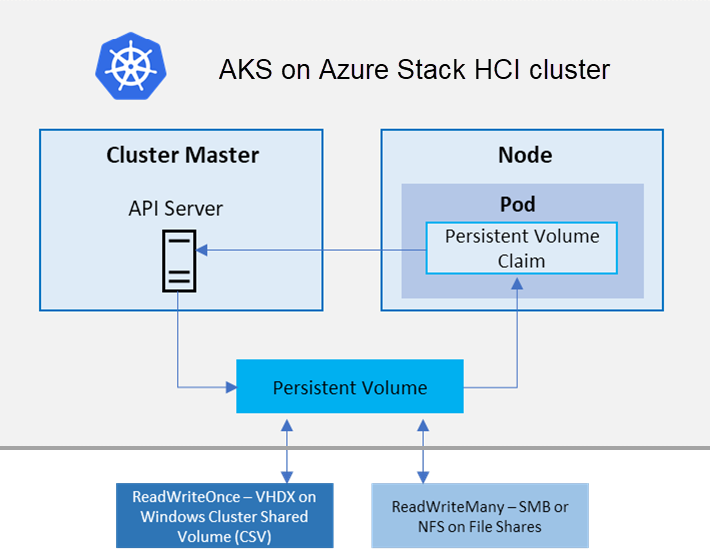 AKS on Azure Stack HCI cluster
Cluster Master
API Server
Node
Pod
Persistent Volume
Claim
Persistent Volume
ReadWriteOnce – VHDX on
Windows Cluster Shared
Volume (CSV)
ReadWriteMany – SMB or
NFS on File Shares